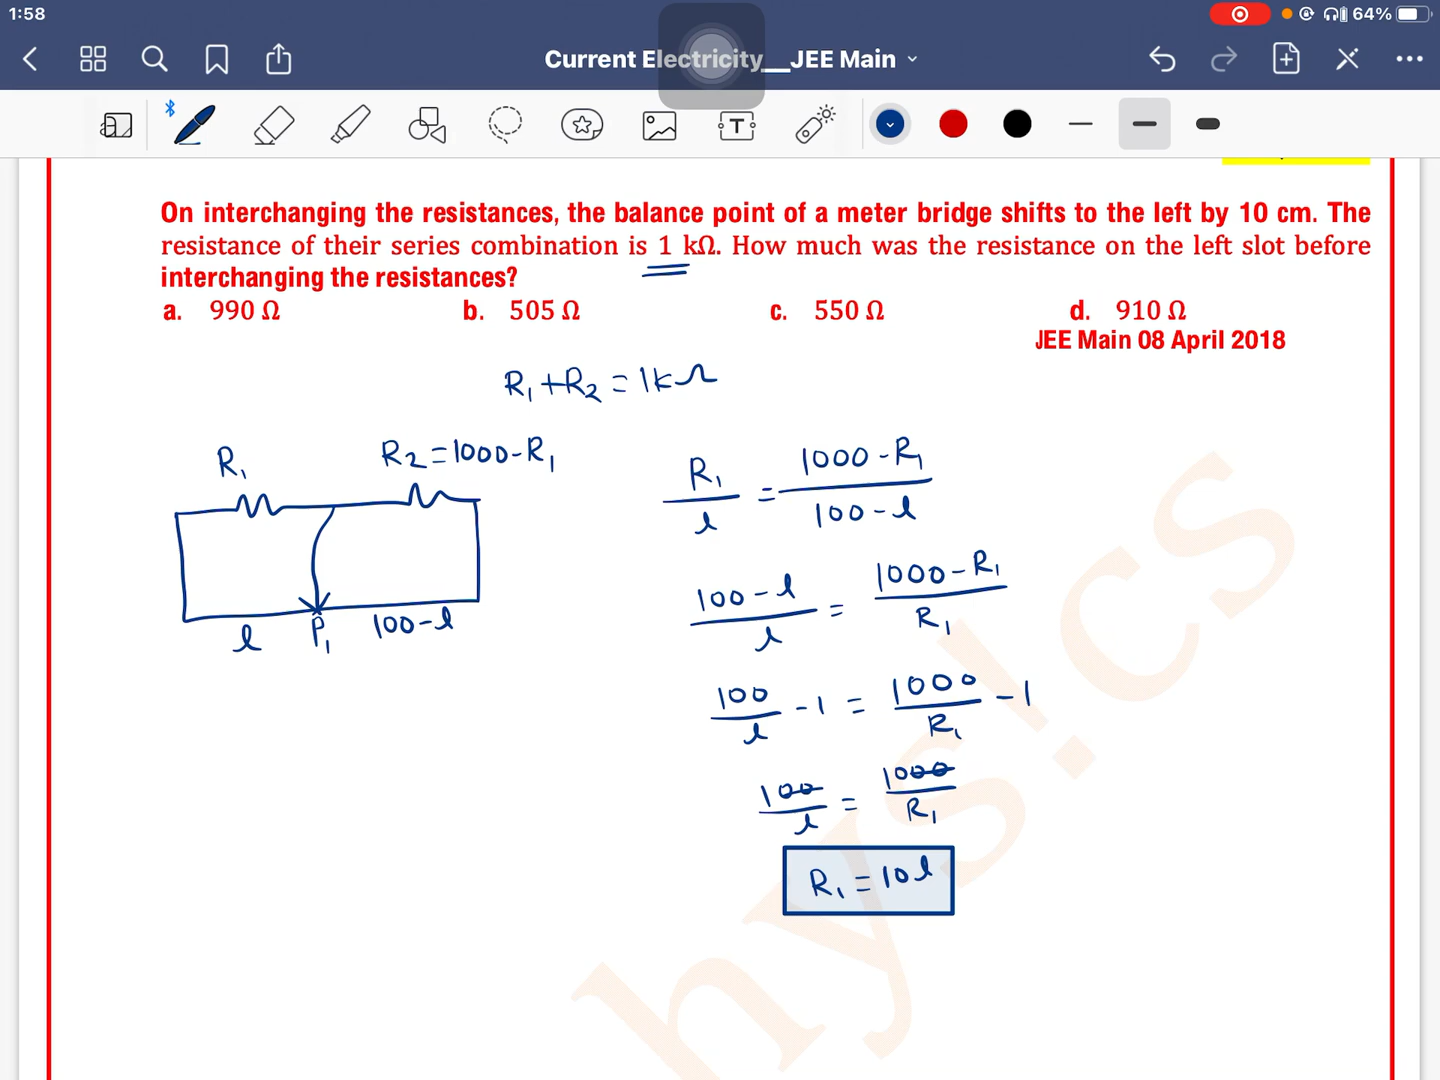 1:58
64%
Current Electricity__JEE Main
T
On interchanging the resistances, the balance point of a meter bridge shifts to the left by 10 cm. The
resistance of their series combination is 1 kΩ. How much was the resistance on the left slot before
interchanging the resistances?
a. 990 Ω b. 505 Ω c. 550 Ω d. 910 Ω
JEE Main 08 April 2018
R₁ + R₂ = 1kΩ
R₁
R₂ = 1000 - R₁
l
P₁
100 - l
R₁/l = (1000 - R₁)/(100 - l)
(100 - l)/l = (1000 - R₁)/R₁
100/l - 1 = 1000/R₁ - 1
100/l = 1000/R₁
R₁ = 10l
hys!cs